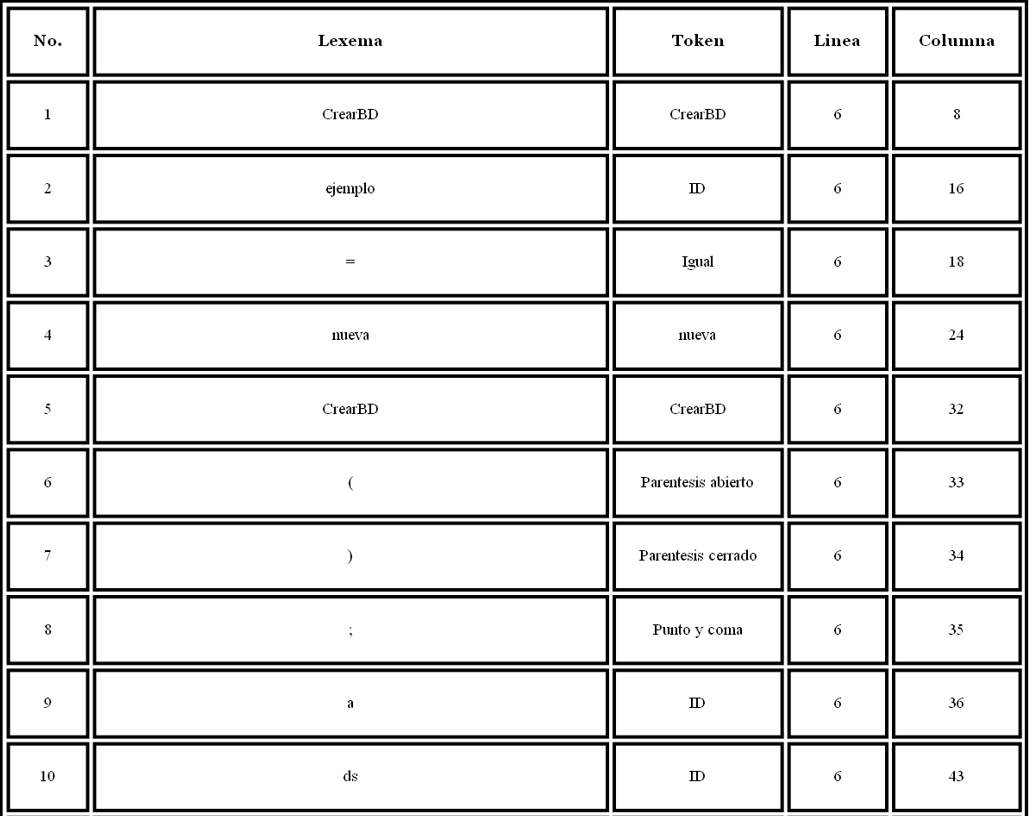 No. Lexema Token Linea Columna
1 CrearBD CrearBD 6 8
2 ejemplo ID 6 16
3 = Igual 6 18
4 nueva nueva 6 24
5 CrearBD CrearBD 6 32
6 ( Parentesis abierto 6 33
7 ) Parentesis cerrado 6 34
8 ; Punto y coma 6 35
9 a ID 6 36
10 ds ID 6 43